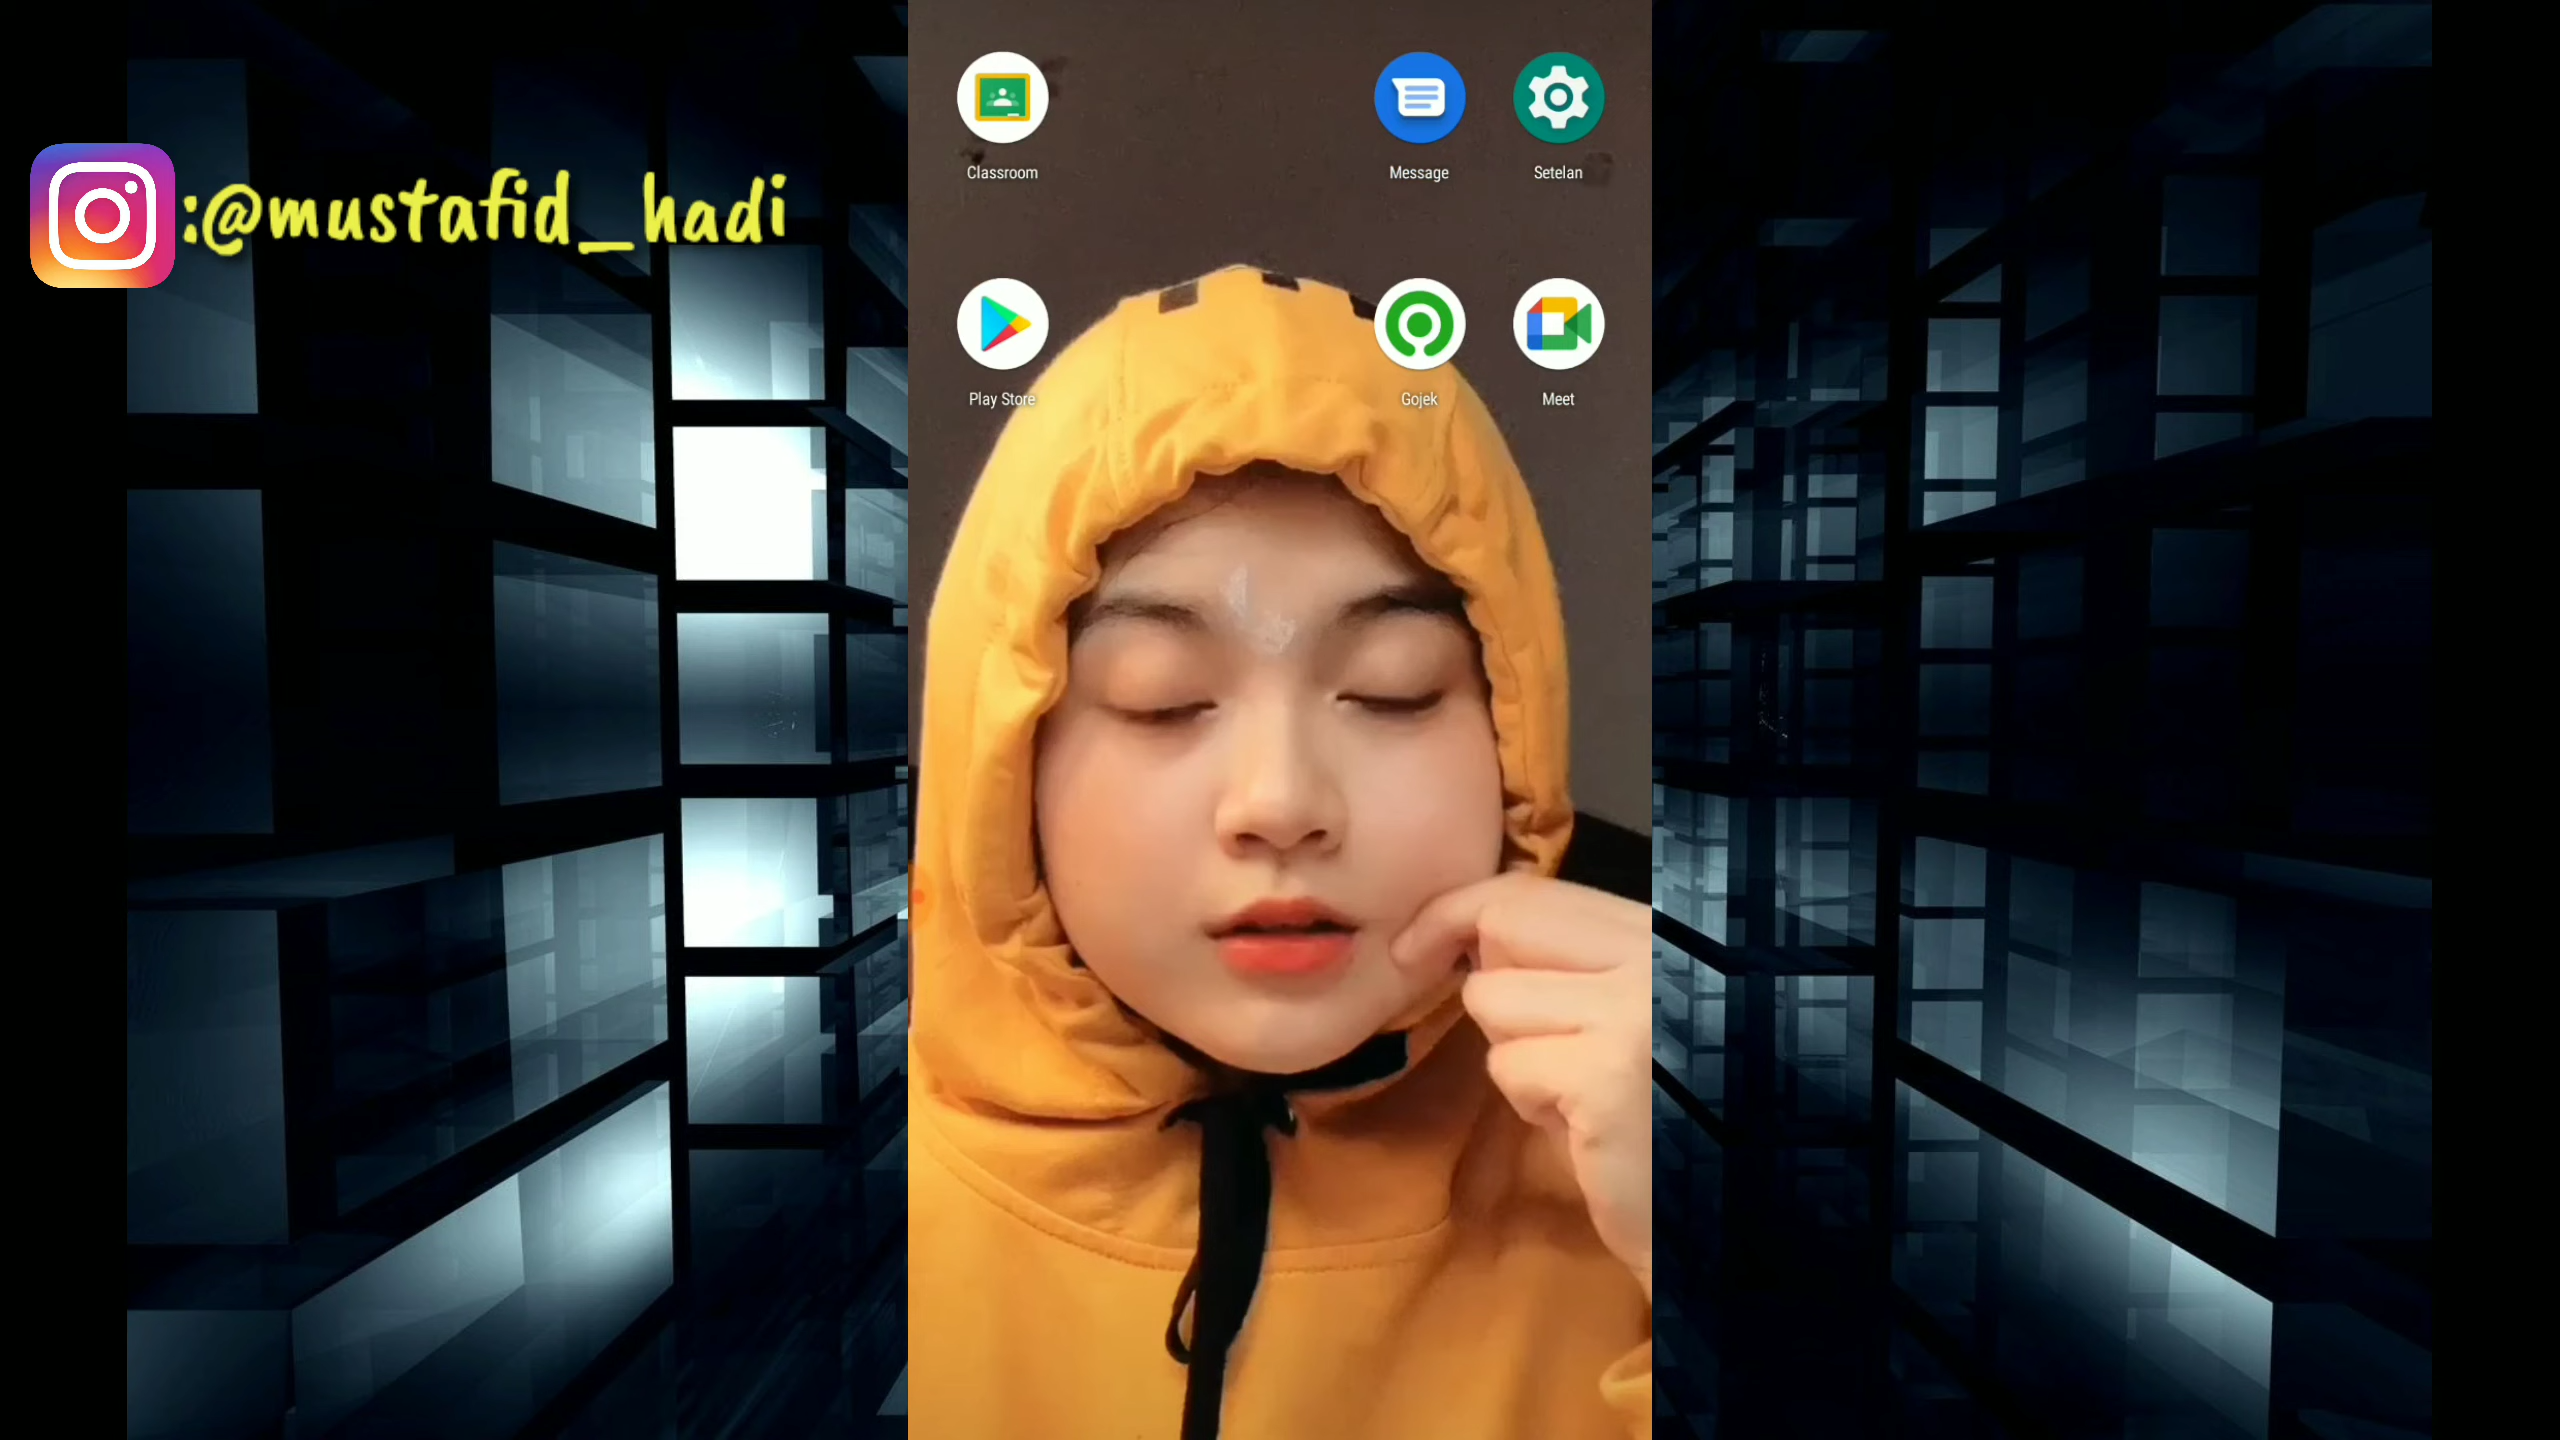 :@mustafid_hadi
Classroom
Message
Setelan
Play Store
Gojek
Meet